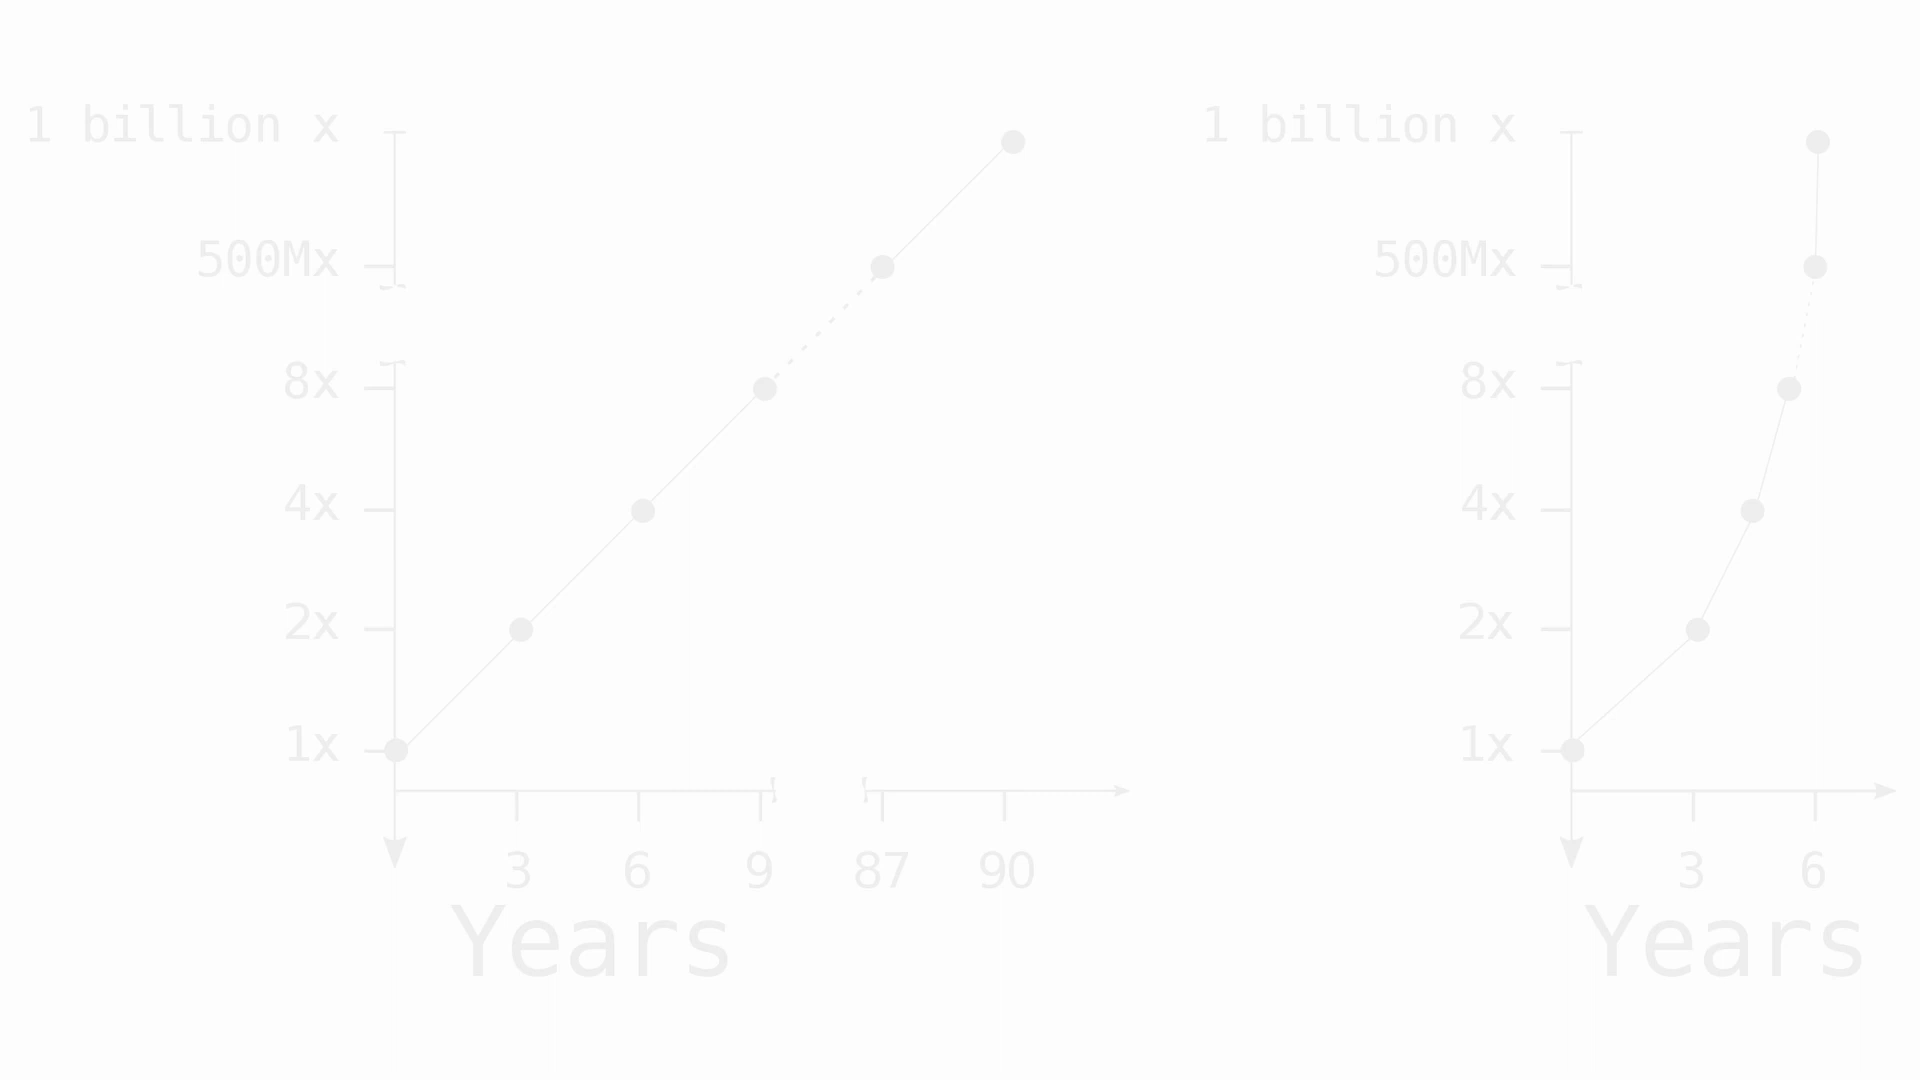 1 billion x
500Mx
8x
4x
2x
1x
3 6 9 87 90
Years
1 billion x
500Mx
8x
4x
2x
1x
3 6
Years